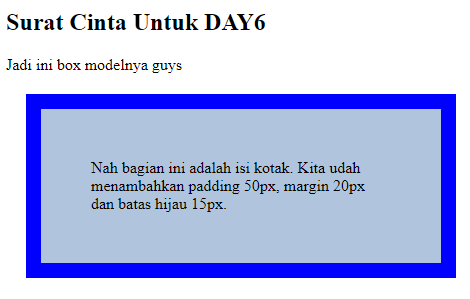 Surat Cinta Untuk DAY6
Jadi ini box modelnya guys
Nah bagian ini adalah isi kotak. Kita udah
menambahkan padding 50px, margin 20px
dan batas hijau 15px.